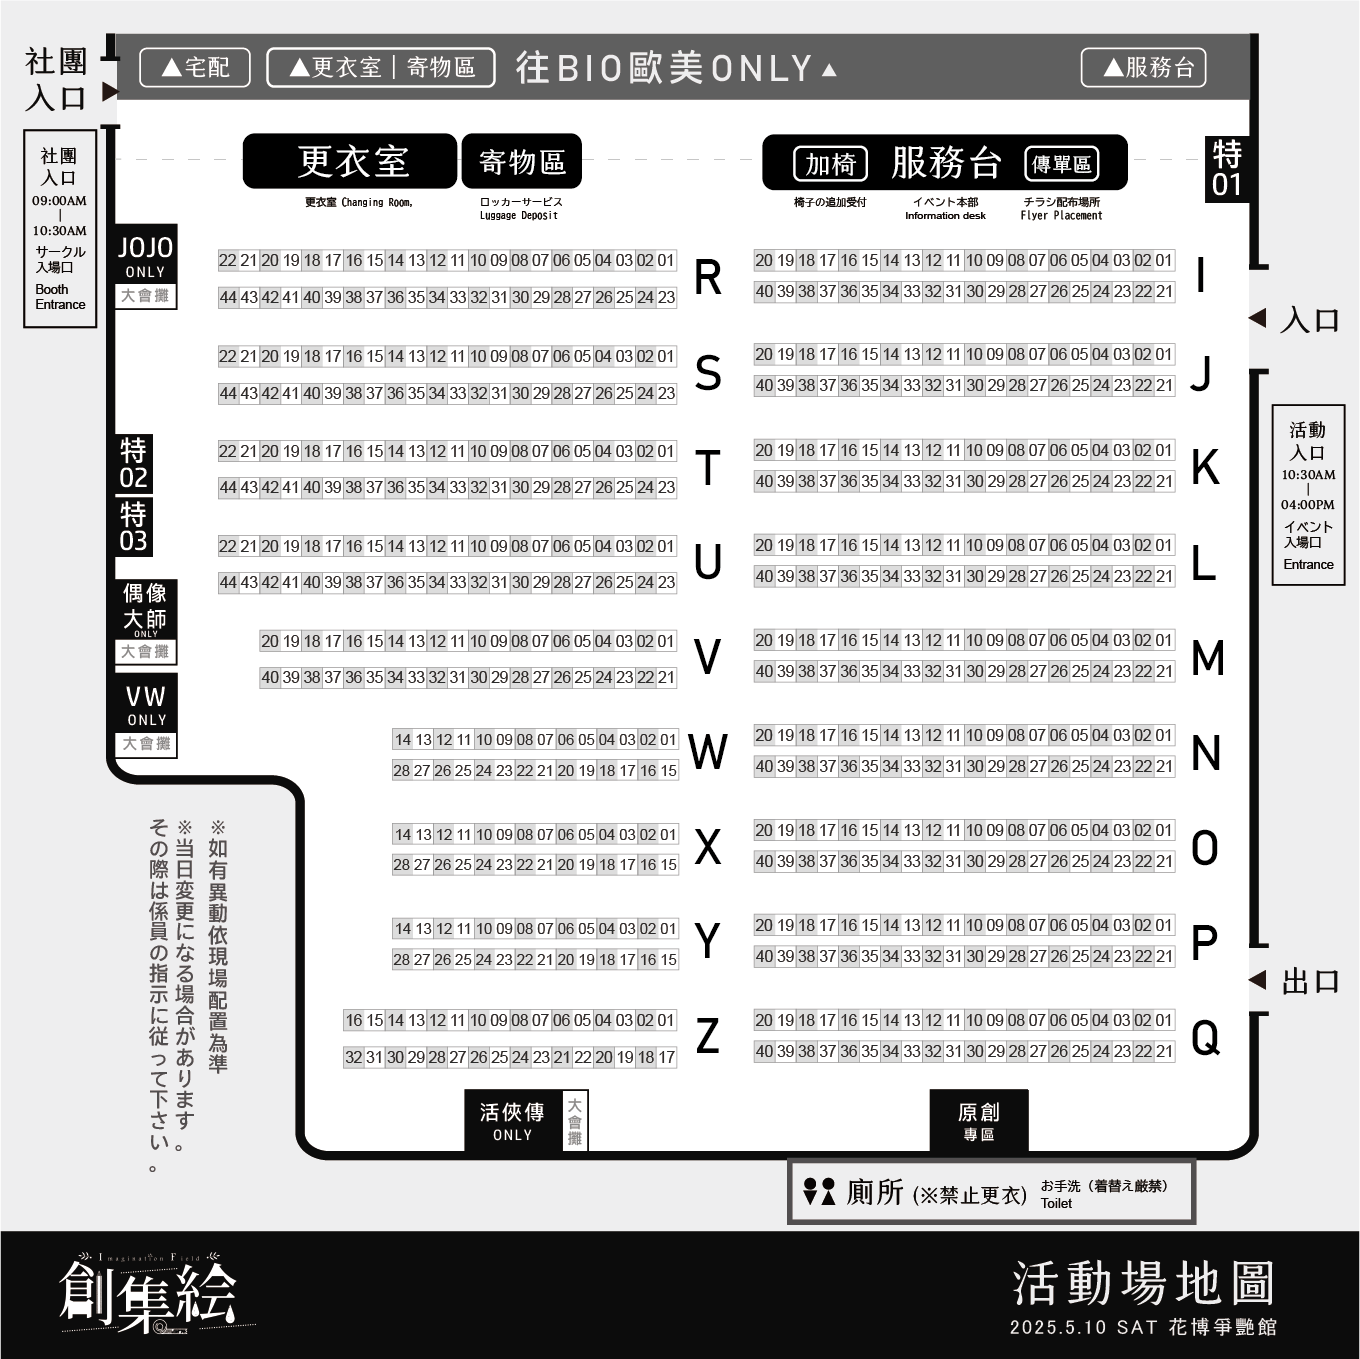 社團
入口
▲宅配
▲更衣室｜寄物區
往BIO歐美ONLY▲
▲服務台
社團
入口
09:00AM
|
10:30AM
サークル
入場口
Booth
Entrance
更衣室
寄物區
加椅
服務台
傳單區
特
01
更衣室 Changing Room,
ロッカーサービス
Luggage Deposit
椅子の追加受付
イベント本部
Information desk
チラシ配布場所
Flyer Placement
JOJO
ONLY
大會攤
22 21 20 19 18 17 16 15 14 13 12 11 10 09 08 07 06 05 04 03 02 01
44 43 42 41 40 39 38 37 36 35 34 33 32 31 30 29 28 27 26 25 24 23
R
20 19 18 17 16 15 14 13 12 11 10 09 08 07 06 05 04 03 02 01
40 39 38 37 36 35 34 33 32 31 30 29 28 27 26 25 24 23 22 21
I
入口
22 21 20 19 18 17 16 15 14 13 12 11 10 09 08 07 06 05 04 03 02 01
44 43 42 41 40 39 38 37 36 35 34 33 32 31 30 29 28 27 26 25 24 23
S
20 19 18 17 16 15 14 13 12 11 10 09 08 07 06 05 04 03 02 01
40 39 38 37 36 35 34 33 32 31 30 29 28 27 26 25 24 23 22 21
J
活動
入口
10:30AM
|
04:00PM
イベント
入場口
Entrance
特
02
特
03
22 21 20 19 18 17 16 15 14 13 12 11 10 09 08 07 06 05 04 03 02 01
44 43 42 41 40 39 38 37 36 35 34 33 32 31 30 29 28 27 26 25 24 23
T
20 19 18 17 16 15 14 13 12 11 10 09 08 07 06 05 04 03 02 01
40 39 38 37 36 35 34 33 32 31 30 29 28 27 26 25 24 23 22 21
K
22 21 20 19 18 17 16 15 14 13 12 11 10 09 08 07 06 05 04 03 02 01
44 43 42 41 40 39 38 37 36 35 34 33 32 31 30 29 28 27 26 25 24 23
U
20 19 18 17 16 15 14 13 12 11 10 09 08 07 06 05 04 03 02 01
40 39 38 37 36 35 34 33 32 31 30 29 28 27 26 25 24 23 22 21
L
偶像
大師
ONLY
大會攤
20 19 18 17 16 15 14 13 12 11 10 09 08 07 06 05 04 03 02 01
40 39 38 37 36 35 34 33 32 31 30 29 28 27 26 25 24 23 22 21
V
20 19 18 17 16 15 14 13 12 11 10 09 08 07 06 05 04 03 02 01
40 39 38 37 36 35 34 33 32 31 30 29 28 27 26 25 24 23 22 21
M
VW
ONLY
大會攤
14 13 12 11 10 09 08 07 06 05 04 03 02 01
28 27 26 25 24 23 22 21 20 19 18 17 16 15
W
20 19 18 17 16 15 14 13 12 11 10 09 08 07 06 05 04 03 02 01
40 39 38 37 36 35 34 33 32 31 30 29 28 27 26 25 24 23 22 21
N
14 13 12 11 10 09 08 07 06 05 04 03 02 01
28 27 26 25 24 23 22 21 20 19 18 17 16 15
X
20 19 18 17 16 15 14 13 12 11 10 09 08 07 06 05 04 03 02 01
40 39 38 37 36 35 34 33 32 31 30 29 28 27 26 25 24 23 22 21
O
14 13 12 11 10 09 08 07 06 05 04 03 02 01
28 27 26 25 24 23 22 21 20 19 18 17 16 15
Y
20 19 18 17 16 15 14 13 12 11 10 09 08 07 06 05 04 03 02 01
40 39 38 37 36 35 34 33 32 31 30 29 28 27 26 25 24 23 22 21
P
出口
16 15 14 13 12 11 10 09 08 07 06 05 04 03 02 01
32 31 30 29 28 27 26 25 24 23 21 22 20 19 18 17
Z
20 19 18 17 16 15 14 13 12 11 10 09 08 07 06 05 04 03 02 01
40 39 38 37 36 35 34 33 32 31 30 29 28 27 26 25 24 23 22 21
Q
※如有異動依現場配置為準
※当日変更になる場合があります。
その際は係員の指示に従って下さい。
活俠傳
ONLY
大會攤
原創
專區
廁所 (※禁止更衣)
お手洗（着替え厳禁）
Toilet
Imagination Field
創集絵
活動場地圖
2025.5.10 SAT 花博爭艷館